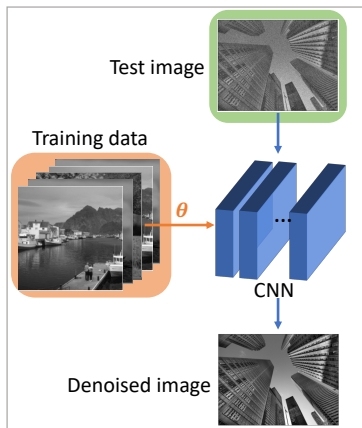 Test image
Training data
θ
...
CNN
Denoised image